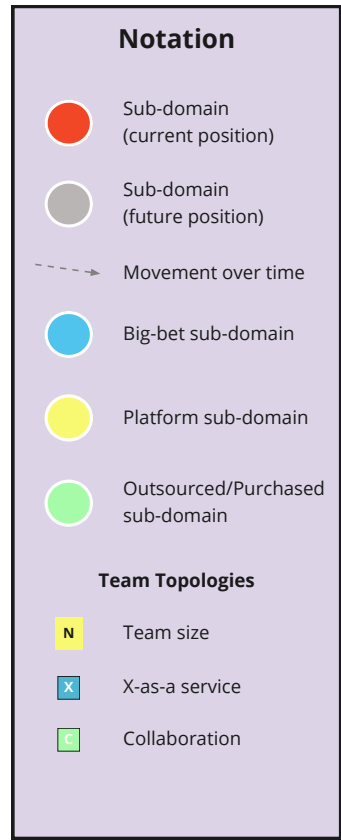 Notation
Sub-domain
(current position)
Sub-domain
(future position)
Movement over time
Big-bet sub-domain
Platform sub-domain
Outsourced/Purchased
sub-domain
Team Topologies
N Team size
X X-as-a service
C Collaboration